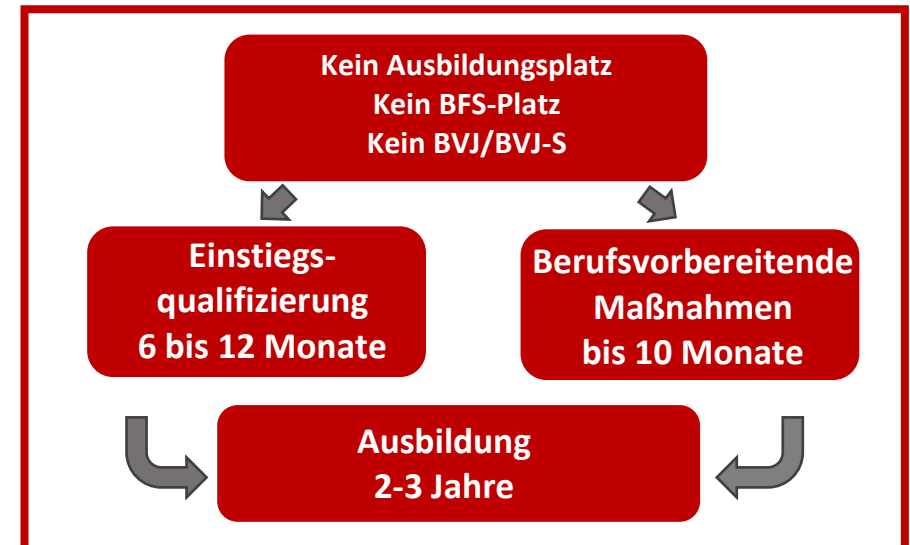 Kein Ausbildungsplatz
Kein BFS-Platz
Kein BVJ/BVJ-S
Einstiegs-
qualifizierung
6 bis 12 Monate
Berufsvorbereitende
Maßnahmen
bis 10 Monate
Ausbildung
2-3 Jahre